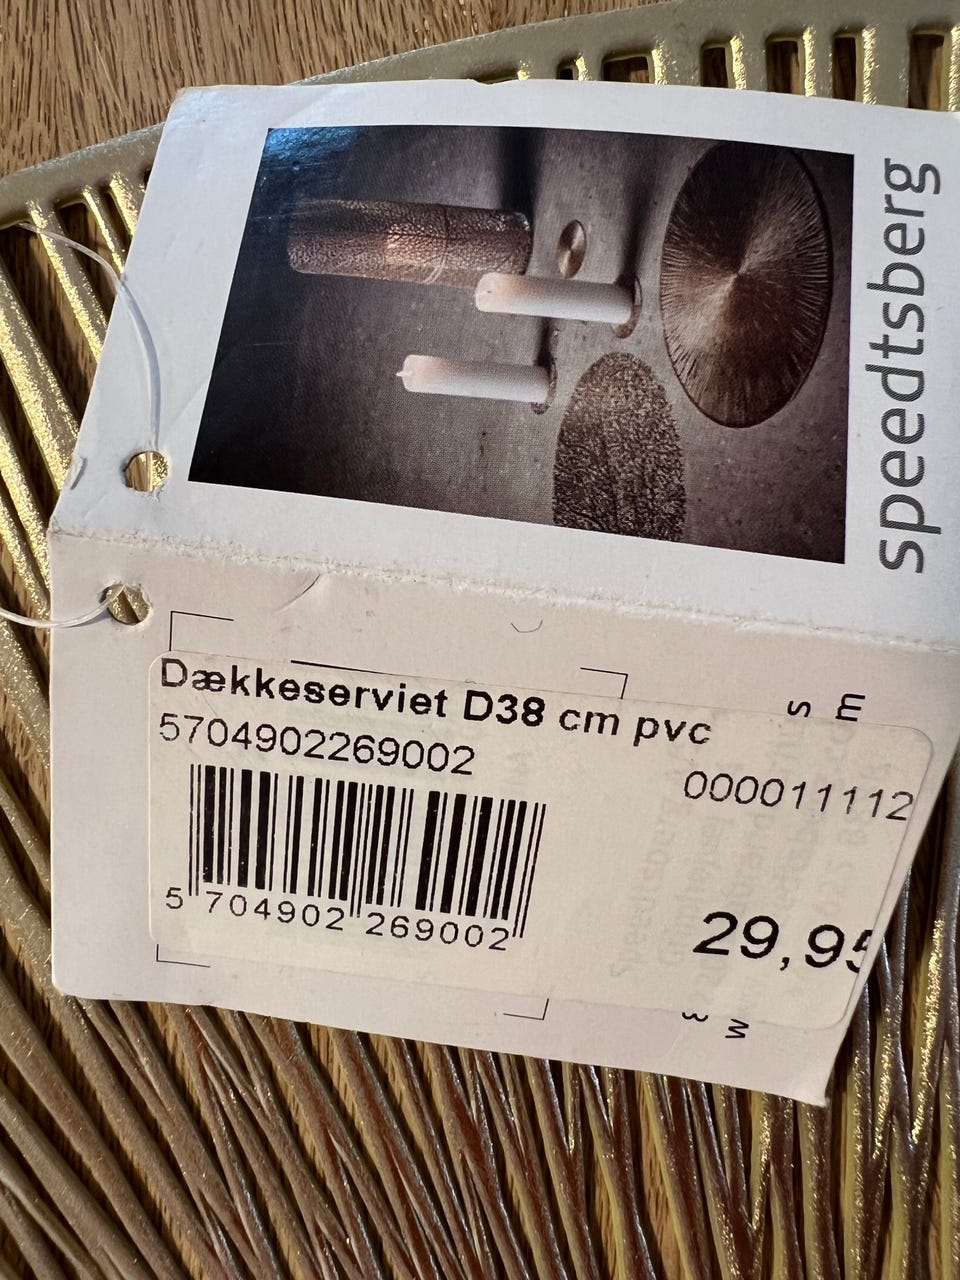 speedtsberg
Dækkeserviet D38 cm pvc
5704902269002
000011112
5 704902 269002
29,95